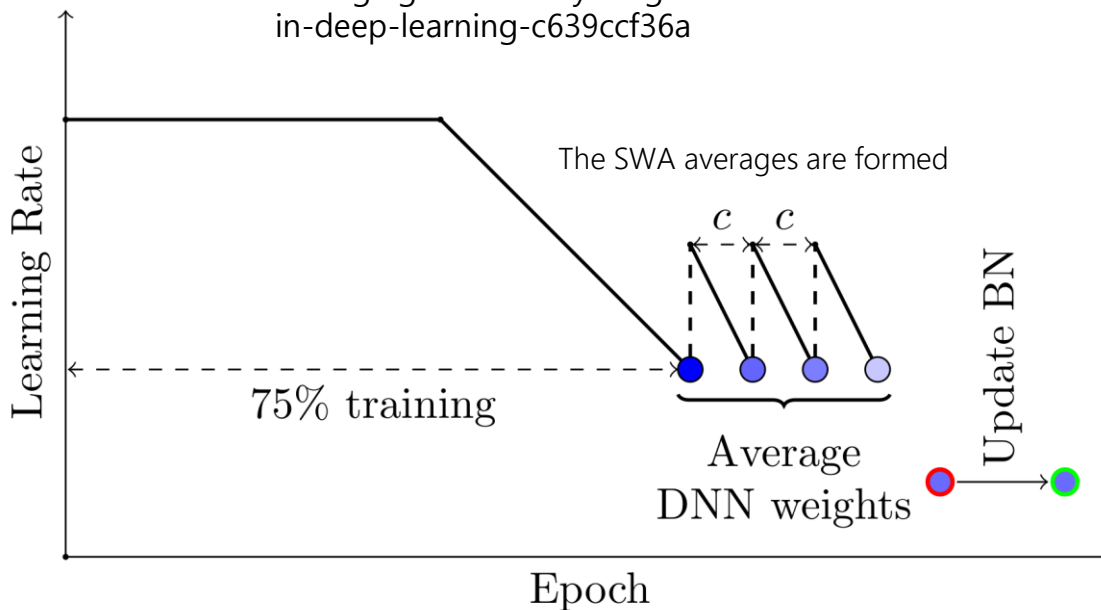 in-deep-learning-c639ccf36a
The SWA averages are formed
c c
Learning Rate
75% training
Average
DNN weights
Update BN
Epoch